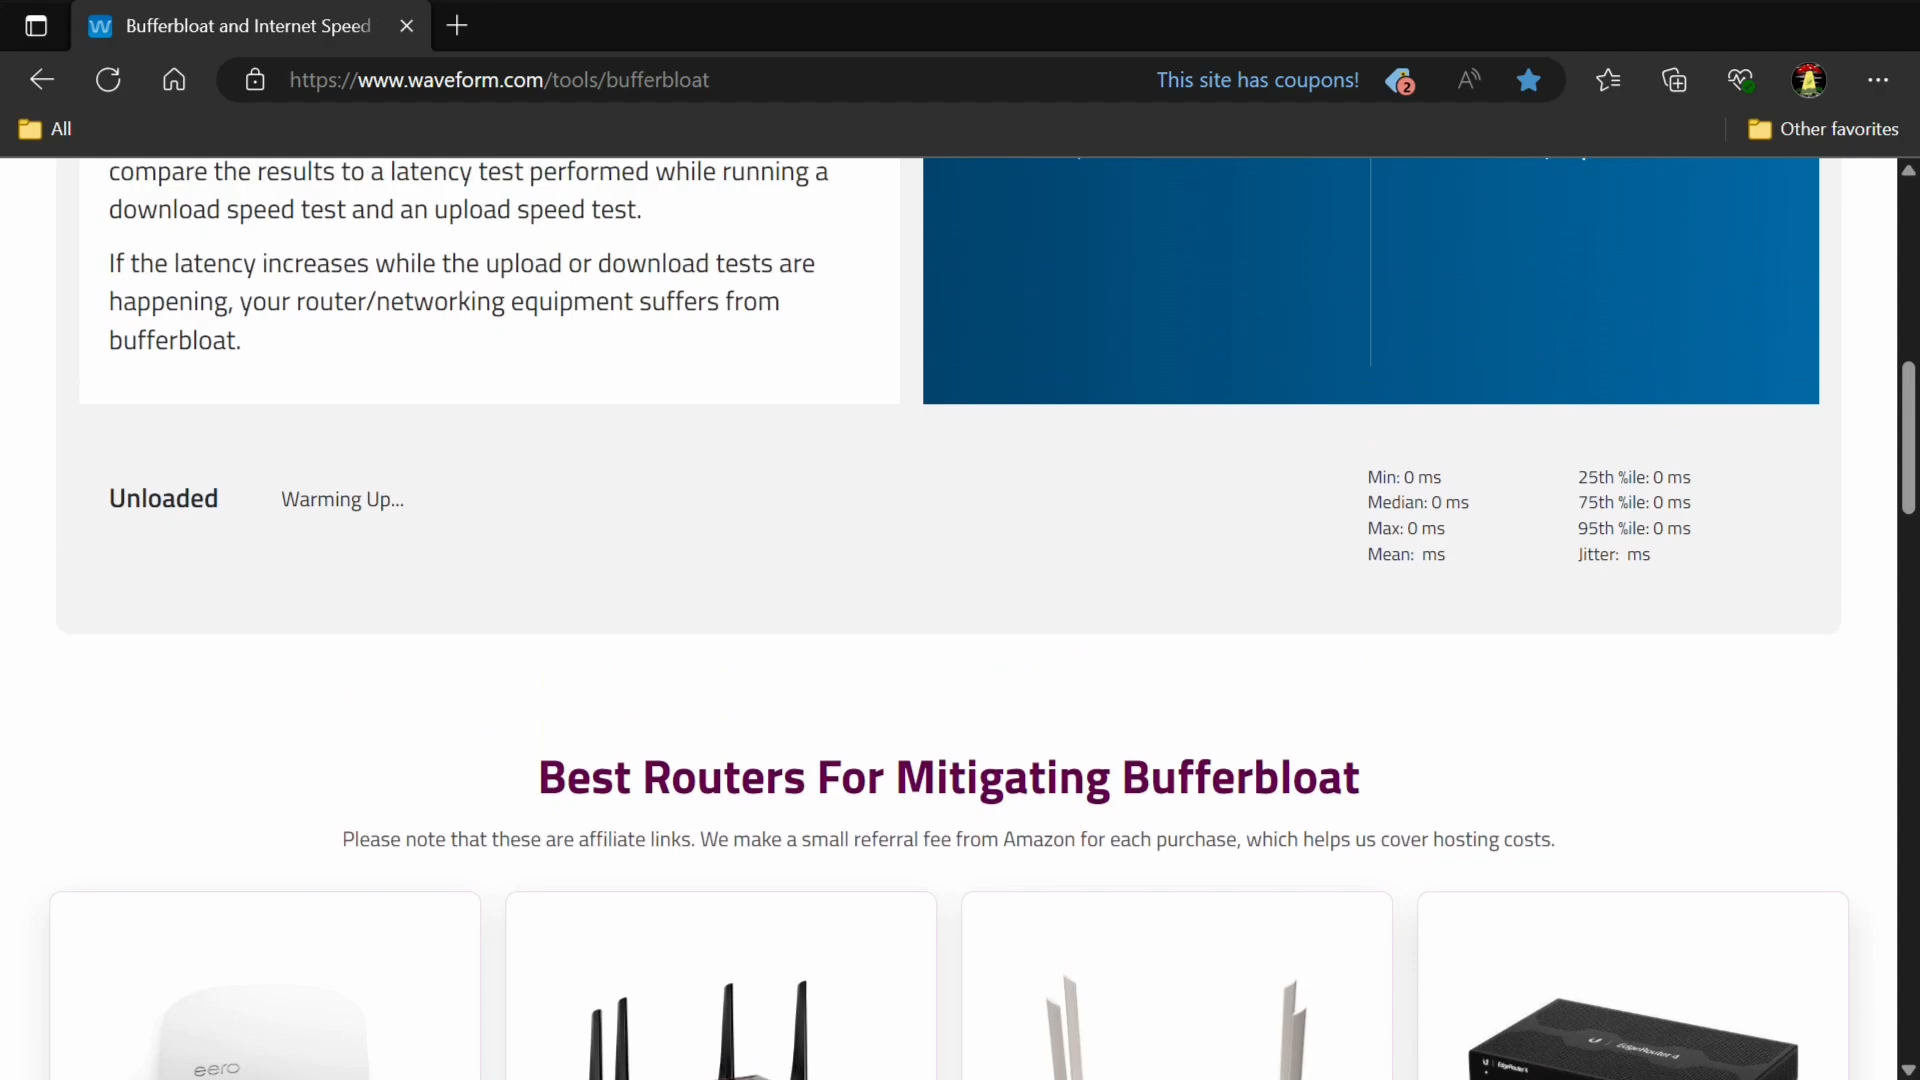 Bufferbloat and Internet Speed
https://www.waveform.com/tools/bufferbloat
This site has coupons!
2
All
Other favorites
compare the results to a latency test performed while running a
download speed test and an upload speed test.
If the latency increases while the upload or download tests are
happening, your router/networking equipment suffers from
bufferbloat.
Unloaded
Warming Up...
Min: 0 ms
Median: 0 ms
Max: 0 ms
Mean: ms
25th %ile: 0 ms
75th %ile: 0 ms
95th %ile: 0 ms
Jitter: ms
Best Routers For Mitigating Bufferbloat
Please note that these are affiliate links. We make a small referral fee from Amazon for each purchase, which helps us cover hosting costs.
eero
EdgeRouter 4
EdgeRouter 4